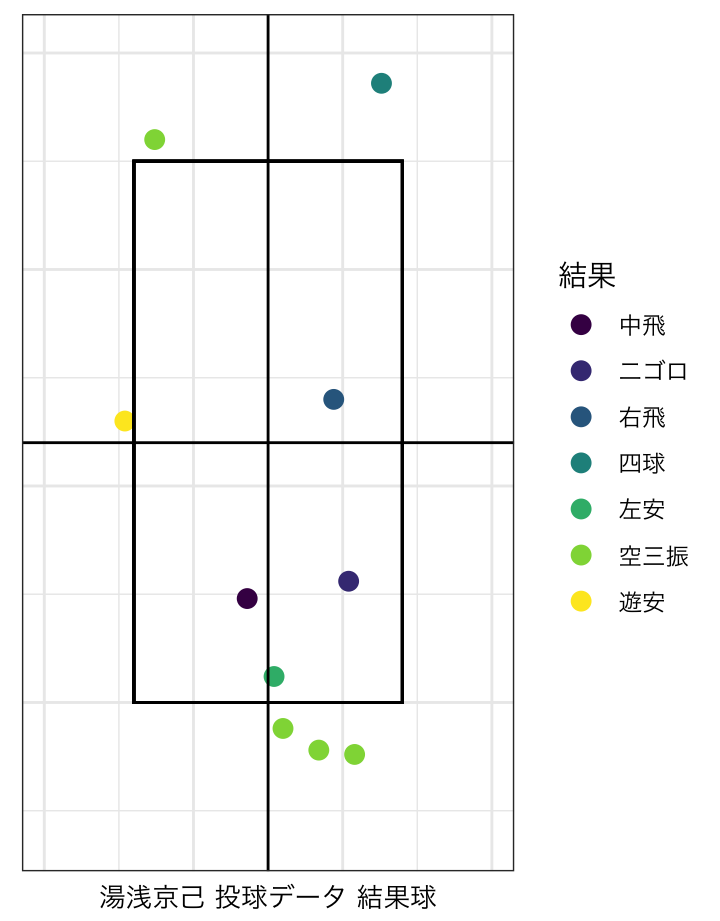 結果
中飛
ニゴロ
右飛
四球
左安
空三振
遊安
湯浅京己 投球データ 結果球